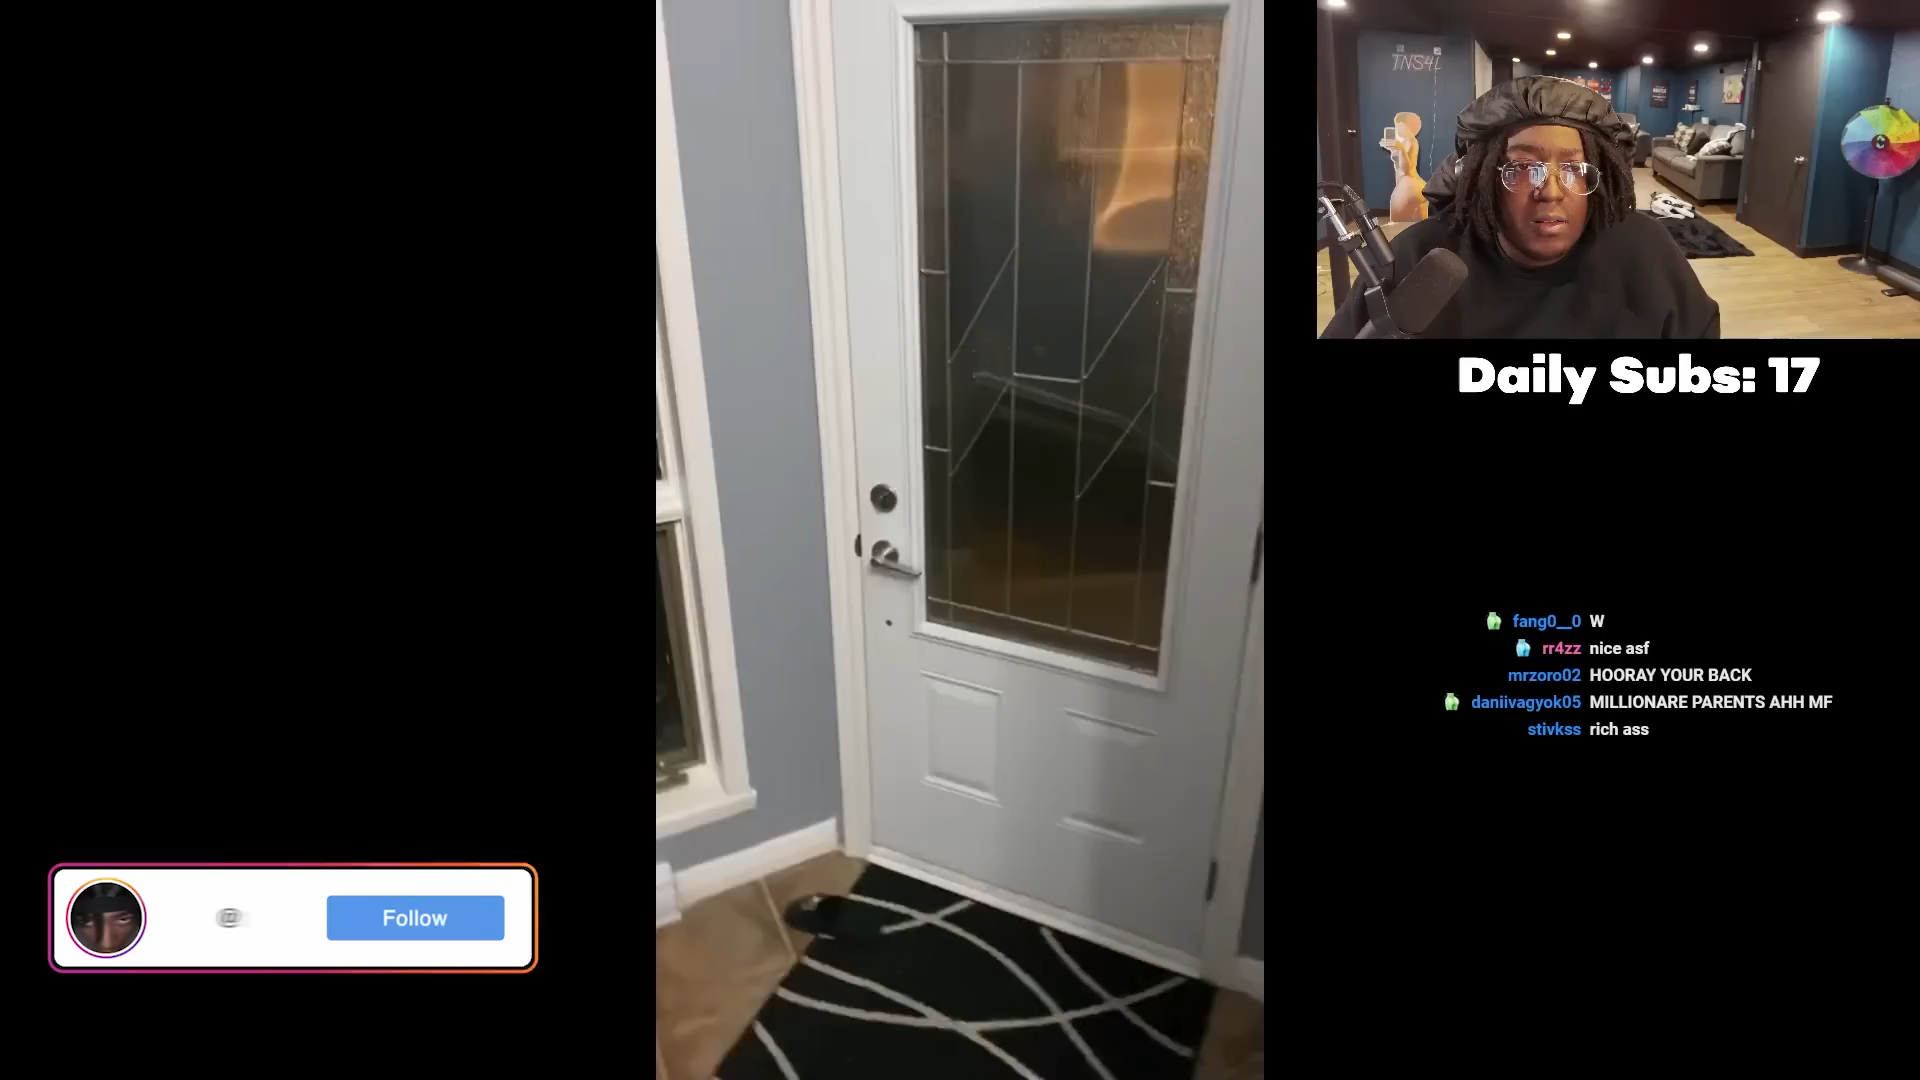 TNS4L
Daily Subs: 17
fang0__0 W
rr4zz nice asf
mrzoro02 HOORAY YOUR BACK
daniivagyok05 MILLIONARE PARENTS AHH MF
stivkss rich ass
@
Follow